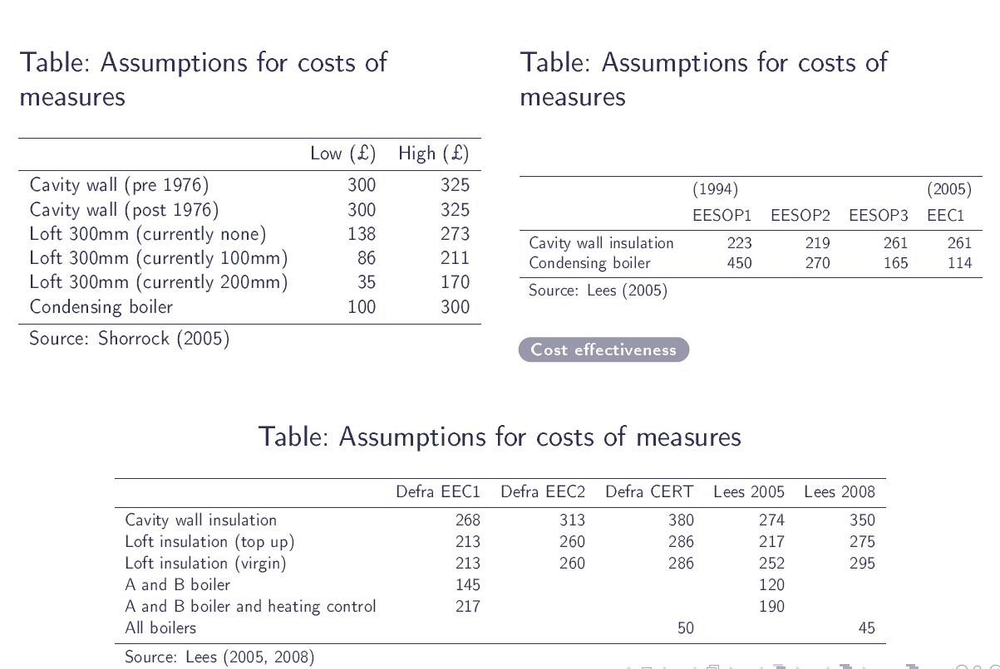 Table: Assumptions for costs of
measures
Low (£) High (£)
Cavity wall (pre 1976) 300 325
Cavity wall (post 1976) 300 325
Loft 300mm (currently none) 138 273
Loft 300mm (currently 100mm) 86 211
Loft 300mm (currently 200mm) 35 170
Condensing boiler 100 300
Source: Shorrock (2005)
Table: Assumptions for costs of
measures
(1994) (2005)
EESOP1 EESOP2 EESOP3 EEC1
Cavity wall insulation 223 219 261 261
Condensing boiler 450 270 165 114
Source: Lees (2005)
Cost effectiveness
Table: Assumptions for costs of measures
Defra EEC1 Defra EEC2 Defra CERT Lees 2005 Lees 2008
Cavity wall insulation 268 313 380 274 350
Loft insulation (top up) 213 260 286 217 275
Loft insulation (virgin) 213 260 286 252 295
A and B boiler 145 120
A and B boiler and heating control 217 190
All boilers 50 45
Source: Lees (2005, 2008)